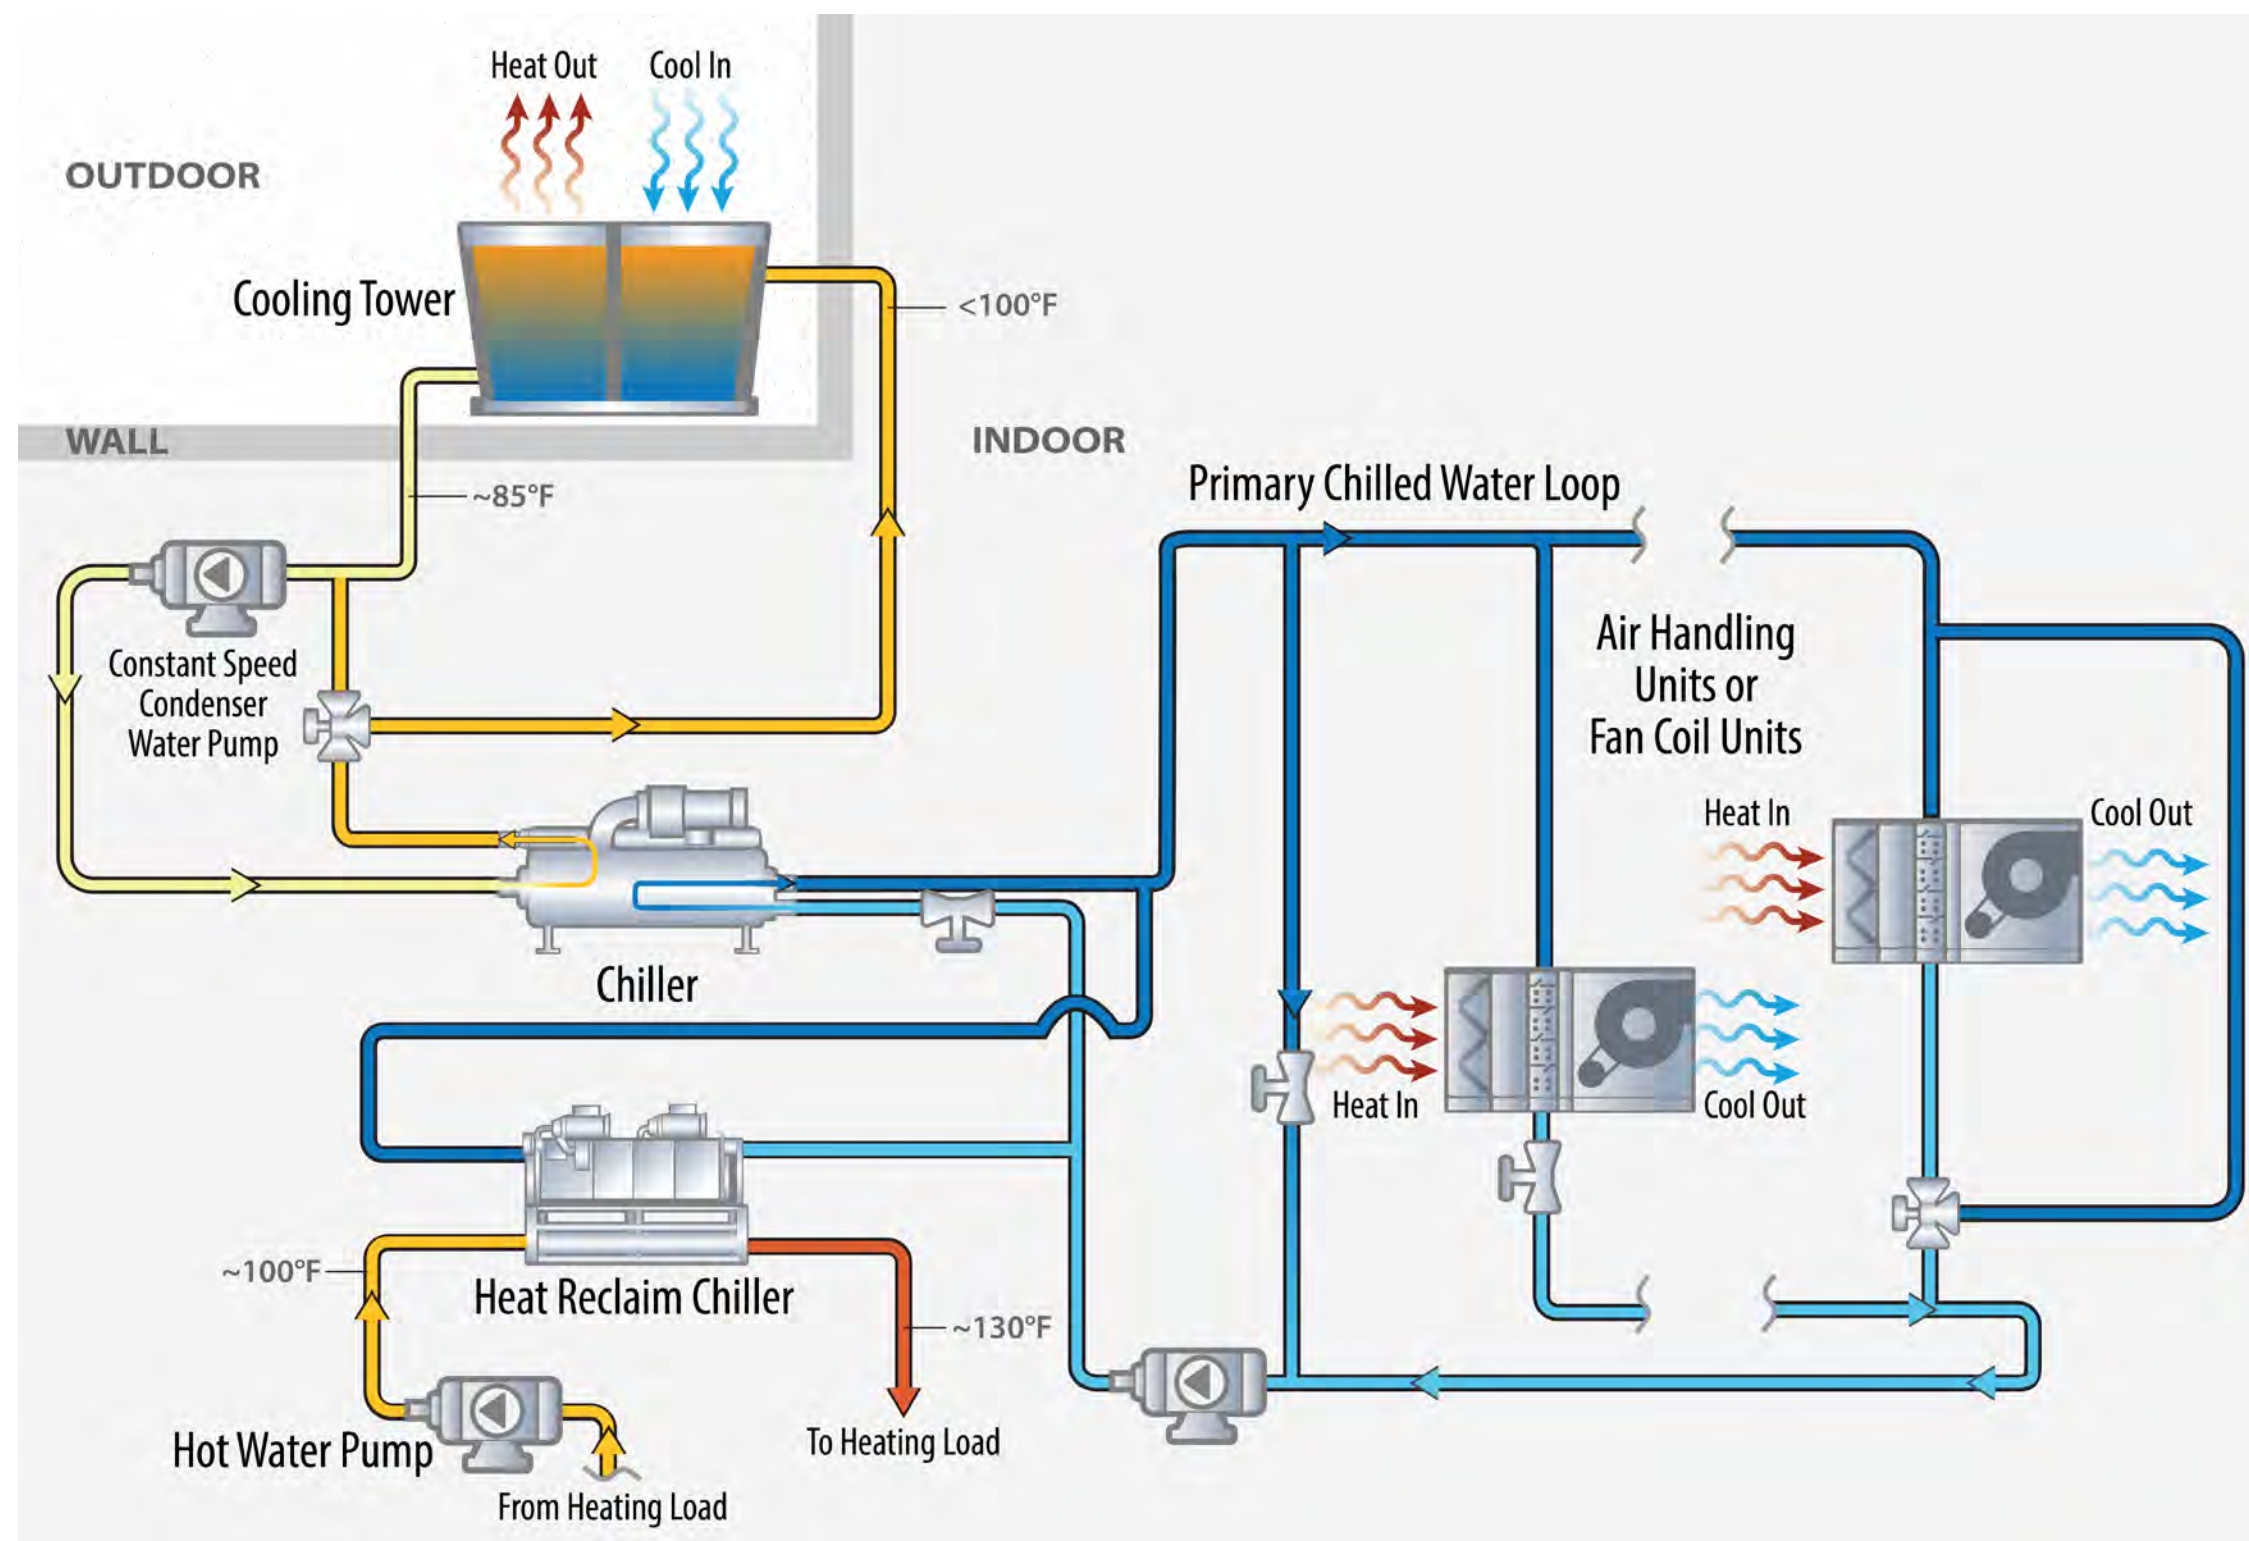 Heat Out
Cool In
OUTDOOR
Cooling Tower
<100°F
WALL
INDOOR
~85°F
Primary Chilled Water Loop
Constant Speed
Condenser
Water Pump
Air Handling
Units or
Fan Coil Units
Heat In
Cool Out
Chiller
Heat In
Cool Out
~100°F
Heat Reclaim Chiller
~130°F
Hot Water Pump
To Heating Load
From Heating Load